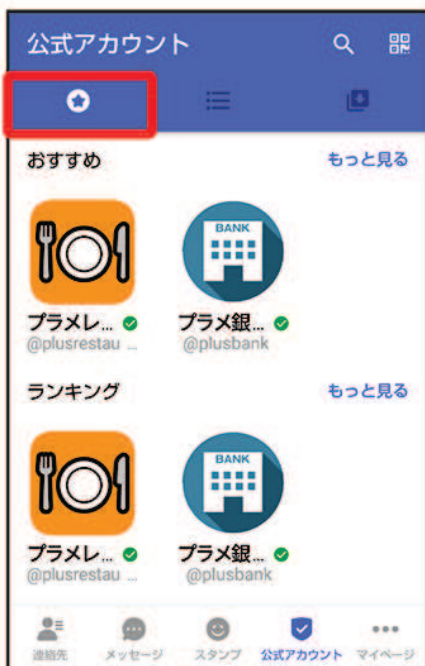 公式アカウント
おすすめ
もっと見る
BANK
プラメレ... プラメ銀...
@plusrestau ... @plusbank
ランキング
もっと見る
BANK
プラメレ... プラメ銀...
@plusrestau ... @plusbank
連絡先 メッセージ スタンプ 公式アカウント マイページ